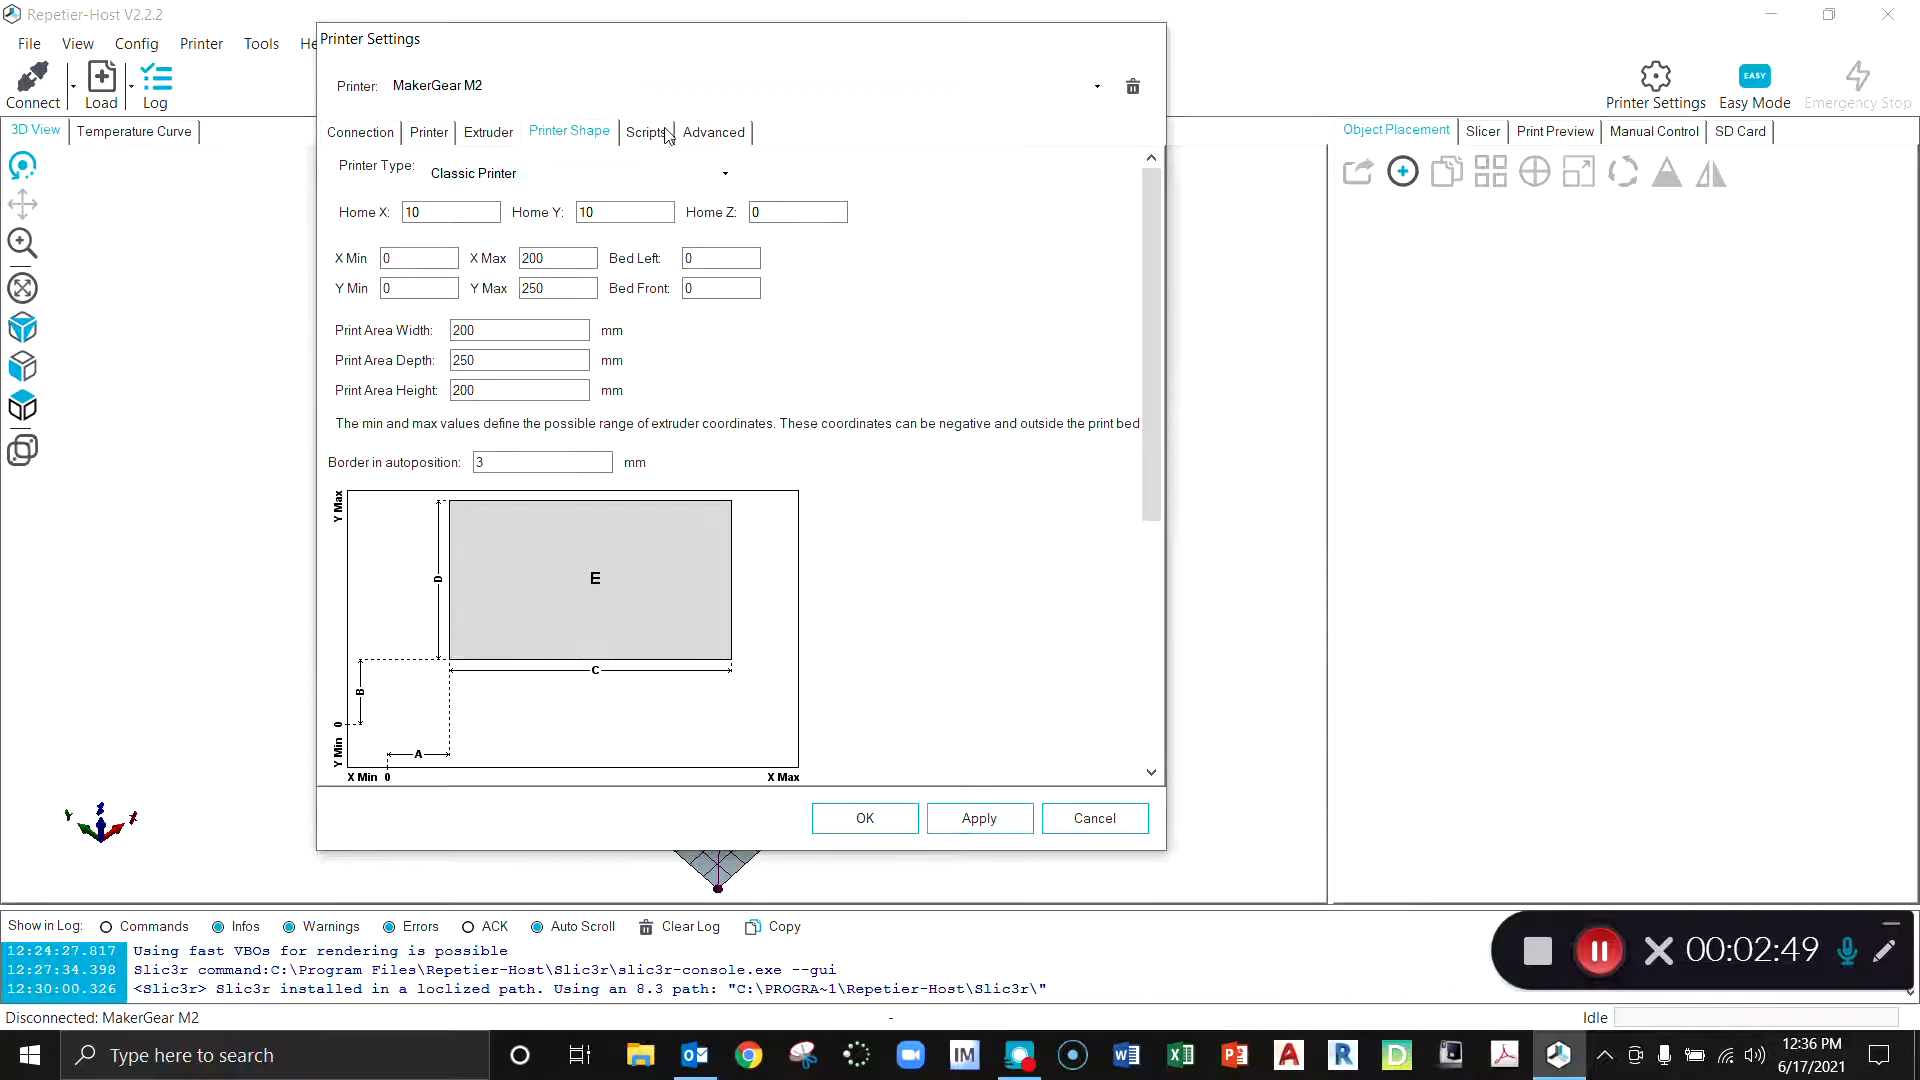 Repetier-Host V2.2.2
File View Config Printer Tools He
Connect Load Log
Printer Settings Easy Mode Emergency Stop
EASY
3D View Temperature Curve
Object Placement Slicer Print Preview Manual Control SD Card
Printer Settings
Printer: MakerGear M2
Connection Printer Extruder Printer Shape Scripts Advanced
Printer Type: Classic Printer
Home X: 10 Home Y: 10 Home Z: 0
X Min 0 X Max 200 Bed Left: 0
Y Min 0 Y Max 250 Bed Front: 0
Print Area Width: 200 mm
Print Area Depth: 250 mm
Print Area Height: 200 mm
The min and max values define the possible range of extruder coordinates. These coordinates can be negative and outside the print bed
Border in autoposition: 3 mm
Y Max
D
E
C
B
0
Y Min
A
X Min 0 X Max
OK Apply Cancel
Y Z X
Show in Log: Commands Infos Warnings Errors ACK Auto Scroll Clear Log Copy
12:24:27.817 Using fast VBOs for rendering is possible
12:27:34.398 Slic3r command:C:\Program Files\Repetier-Host\Slic3r\slic3r-console.exe --gui
12:30:00.326 <Slic3r> Slic3r installed in a loclized path. Using an 8.3 path: "C:\PROGRA~1\Repetier-Host\Slic3r\"
00:02:49
Disconnected: MakerGear M2 - Idle
Type here to search
IM
A R D
12:36 PM
6/17/2021